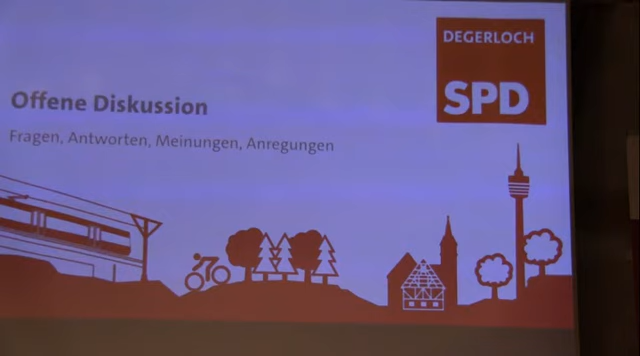 DEGERLOCH
SPD
Offene Diskussion
Fragen, Antworten, Meinungen, Anregungen